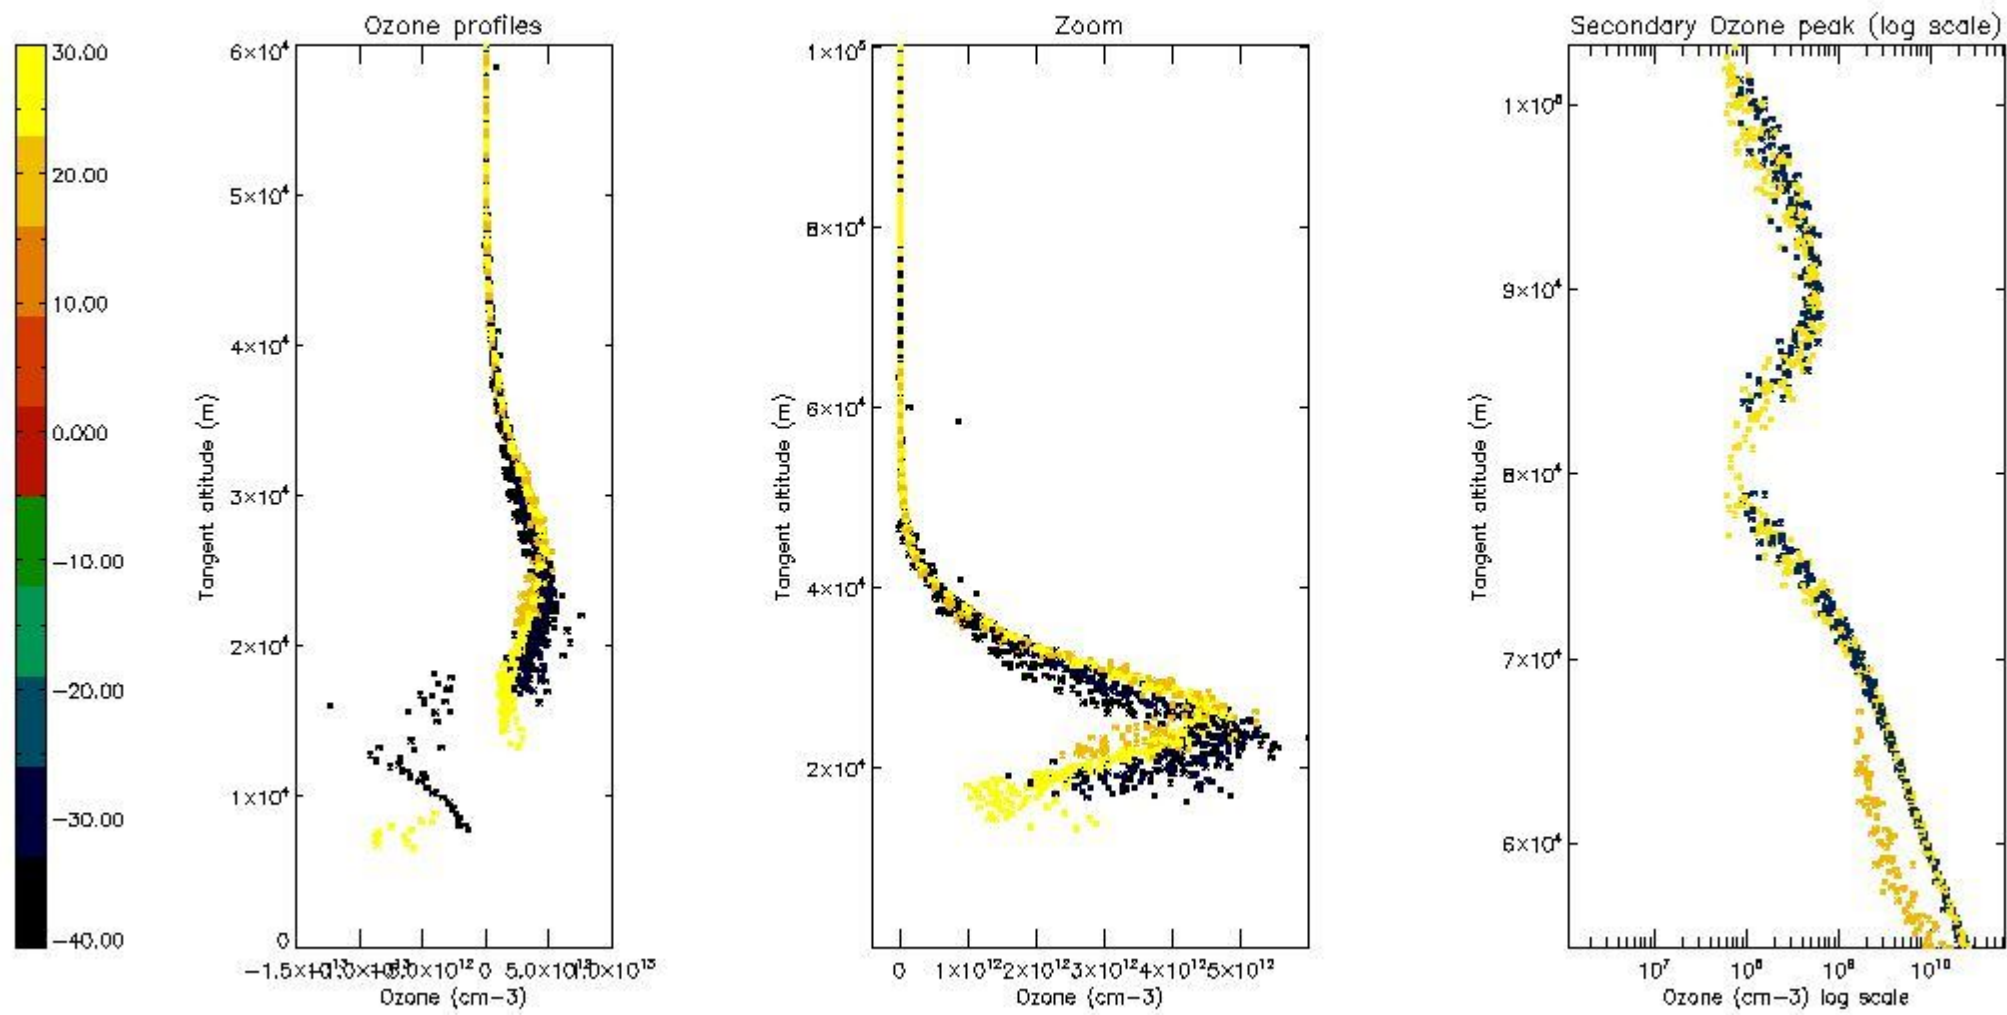 Ozone profiles
Zoom
Secondary Ozone peak (log scale)
30.00
20.00
10.00
0.000
-10.00
-20.00
-30.00
-40.00
6×10⁴
5×10⁴
4×10⁴
3×10⁴
2×10⁴
1×10⁴
0
Tangent altitude (m)
0
Ozone (cm-3)
1×10⁵
8×10⁴
6×10⁴
4×10⁴
2×10⁴
Tangent altitude (m)
0 1×10¹² 2×10¹² 3×10¹² 4×10¹² 5×10¹²
Ozone (cm-3)
9×10⁴
8×10⁴
7×10⁴
6×10⁴
Tangent altitude (m)
10⁷ 10⁸ 10⁹ 10¹⁰
Ozone (cm-3) log scale